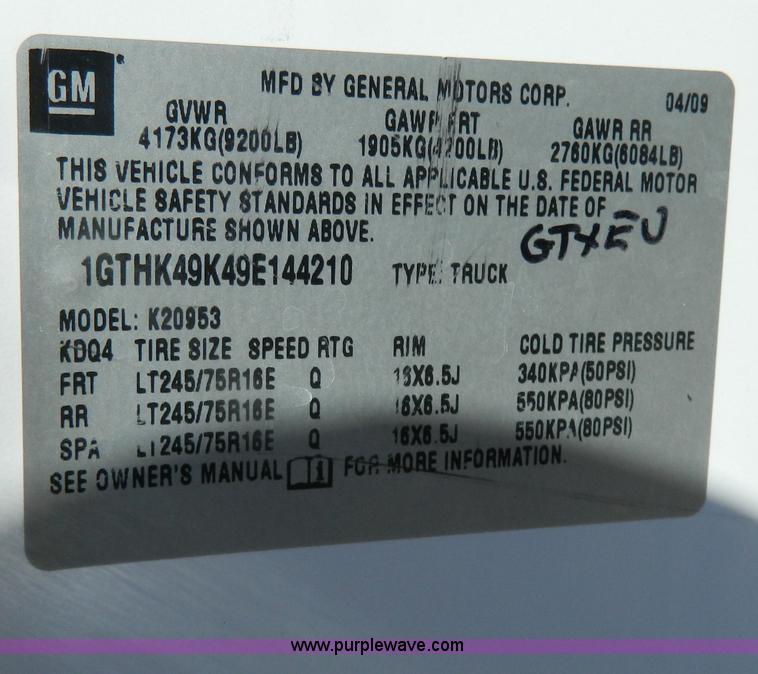 GM
MFD BY GENERAL MOTORS CORP. 04/09
GVWR GAWR FRT GAWR RR
4173KG(9200LB) 1905KG(4200LB) 2760KG(6084LB)
THIS VEHICLE CONFORMS TO ALL APPLICABLE U.S. FEDERAL MOTOR
VEHICLE SAFETY STANDARDS IN EFFECT ON THE DATE OF
MANUFACTURE SHOWN ABOVE.
GTXEU
1GTHK49K49E144210 TYPE: TRUCK
MODEL: K20953
KDQ4 TIRE SIZE SPEED RTG RIM COLD TIRE PRESSURE
FRT LT245/75R16E Q 16X6.5J 340KPA(50PSI)
RR LT245/75R16E Q 16X6.5J 550KPA(80PSI)
SPA LT245/75R16E Q 16X6.5J 550KPA(80PSI)
SEE OWNER'S MANUAL FOR MORE INFORMATION.
www.purplewave.com